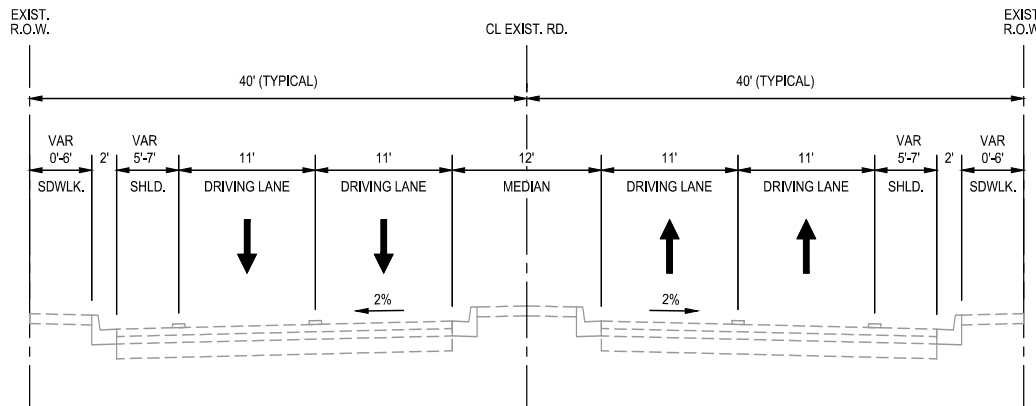 EXIST.
R.O.W.
CL EXIST. RD.
EXIST.
R.O.W.
40' (TYPICAL)
40' (TYPICAL)
VAR
0'-6'
2'
VAR
5'-7'
11'
11'
12'
11'
11'
VAR
5'-7'
2'
VAR
0'-6'
SDWLK.
SHLD.
DRIVING LANE
DRIVING LANE
MEDIAN
DRIVING LANE
DRIVING LANE
SHLD.
SDWLK.
2%
2%